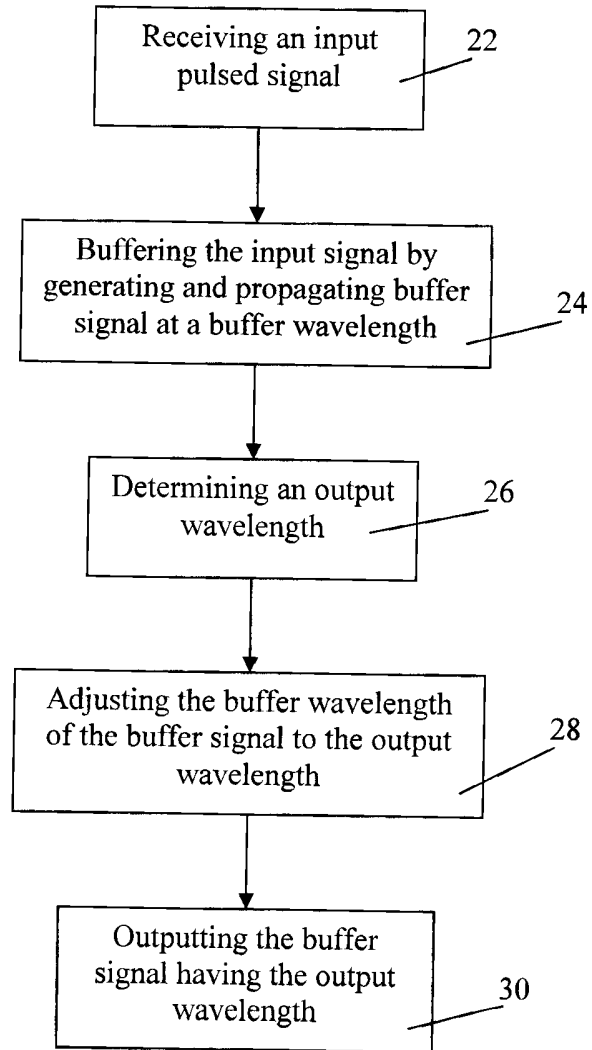 Receiving an input
pulsed signal
22
Buffering the input signal by
generating and propagating buffer
signal at a buffer wavelength
24
Determining an output
wavelength
26
Adjusting the buffer wavelength
of the buffer signal to the output
wavelength
28
Outputting the buffer
signal having the output
wavelength
30